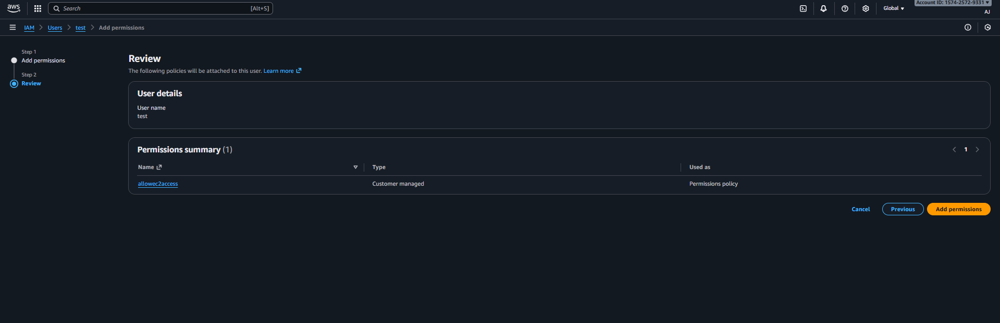 aws
Search [Alt+S]
Global
Account ID: 1574-2572-9331
AJ
IAM > Users > test > Add permissions
Step 1
Add permissions
Step 2
Review
Review
The following policies will be attached to this user. Learn more
User details
User name
test
Permissions summary (1)
1
Name Type Used as
allowec2access Customer managed Permissions policy
Cancel Previous Add permissions